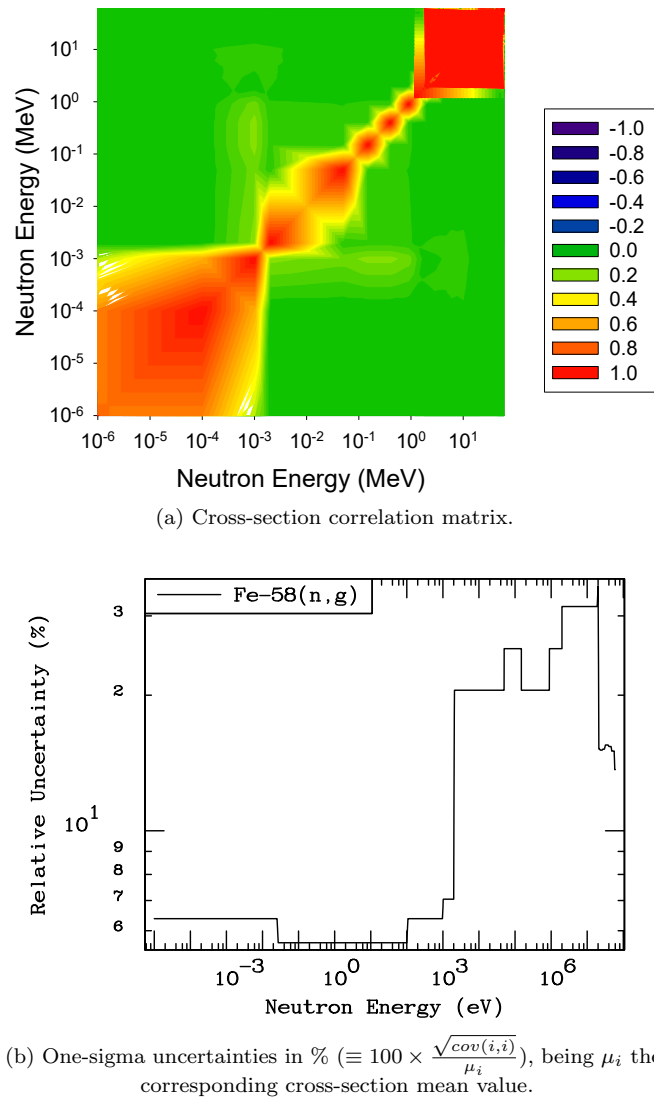 10¹
10⁰
10⁻¹
10⁻²
10⁻³
10⁻⁴
10⁻⁵
10⁻⁶
Neutron Energy (MeV)
10⁻⁶ 10⁻⁵ 10⁻⁴ 10⁻³ 10⁻² 10⁻¹ 10⁰ 10¹
Neutron Energy (MeV)
-1.0
-0.8
-0.6
-0.4
-0.2
0.0
0.2
0.4
0.6
0.8
1.0
(a) Cross-section correlation matrix.
Fe-58(n,g)
Relative Uncertainty (%)
3
2
10¹
9
8
7
6
10⁻³ 10⁰ 10³ 10⁶
Neutron Energy (eV)
(b) One-sigma uncertainties in % (≡ 100 × √cov(i,i)/μᵢ), being μᵢ the
corresponding cross-section mean value.